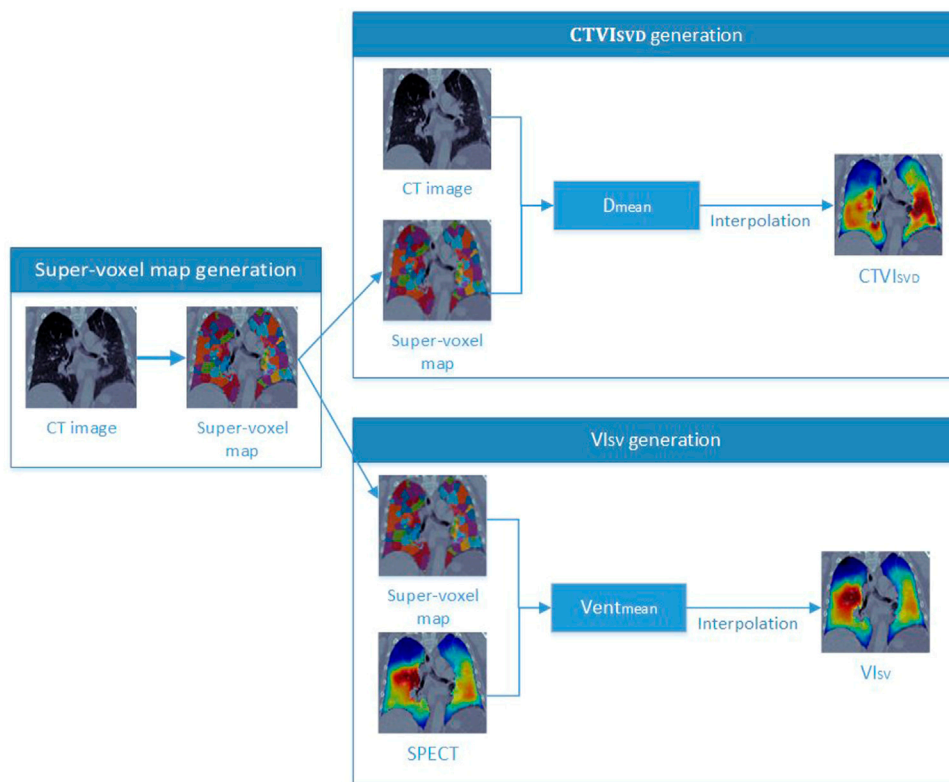 Super-voxel map generation
CT image
Super-voxel
map
CTVISVD generation
CT image
Super-voxel
map
Dmean
Interpolation
CTVISVD
VISV generation
Super-voxel
map
SPECT
Ventmean
Interpolation
VISV